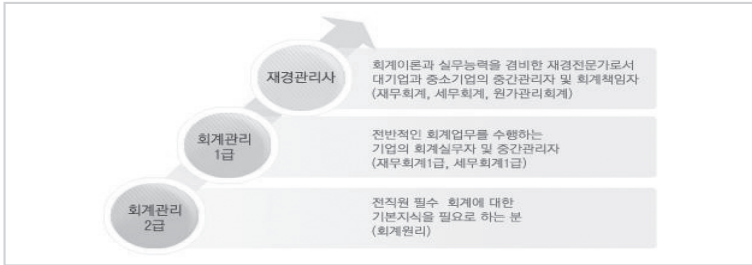 재경관리사
회계이론과 실무능력을 겸비한 재경전문가로서
대기업과 중소기업의 중간관리자 및 회계책임자
(재무회계, 세무회계, 원가관리회계)
회계관리
1급
전반적인 회계업무를 수행하는
기업의 회계실무자 및 중간관리자
(재무회계1급, 세무회계1급)
회계관리
2급
전직원 필수 회계에 대한
기본지식을 필요로 하는 분
(회계원리)